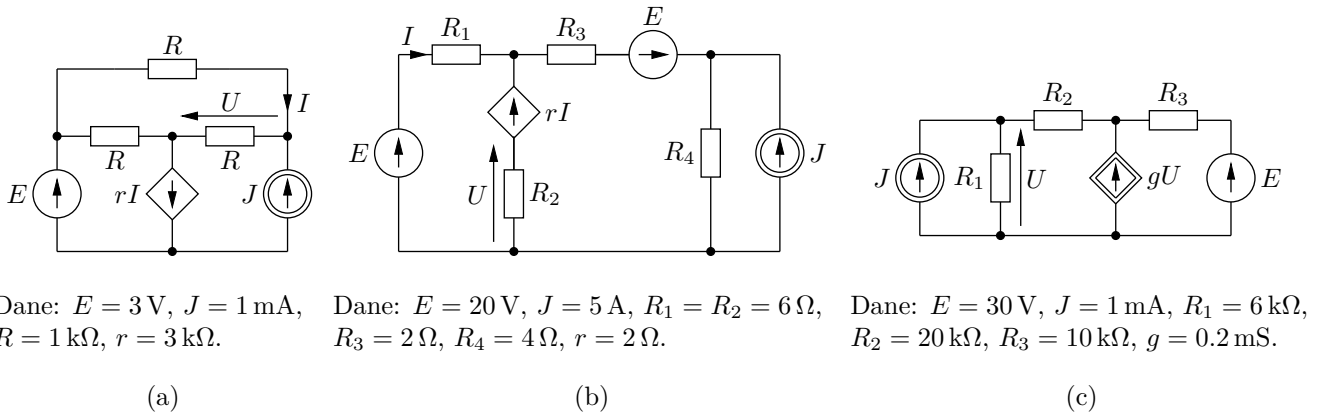 R
I
U
R
R
E
rI
J
Dane: E = 3 V, J = 1 mA,
R = 1 kΩ, r = 3 kΩ.
(a)
I
R1
R3
E
rI
E
R4
J
U
R2
Dane: E = 20 V, J = 5 A, R1 = R2 = 6 Ω,
R3 = 2 Ω, R4 = 4 Ω, r = 2 Ω.
(b)
R2
R3
J
R1
U
gU
E
Dane: E = 30 V, J = 1 mA, R1 = 6 kΩ,
R2 = 20 kΩ, R3 = 10 kΩ, g = 0.2 mS.
(c)